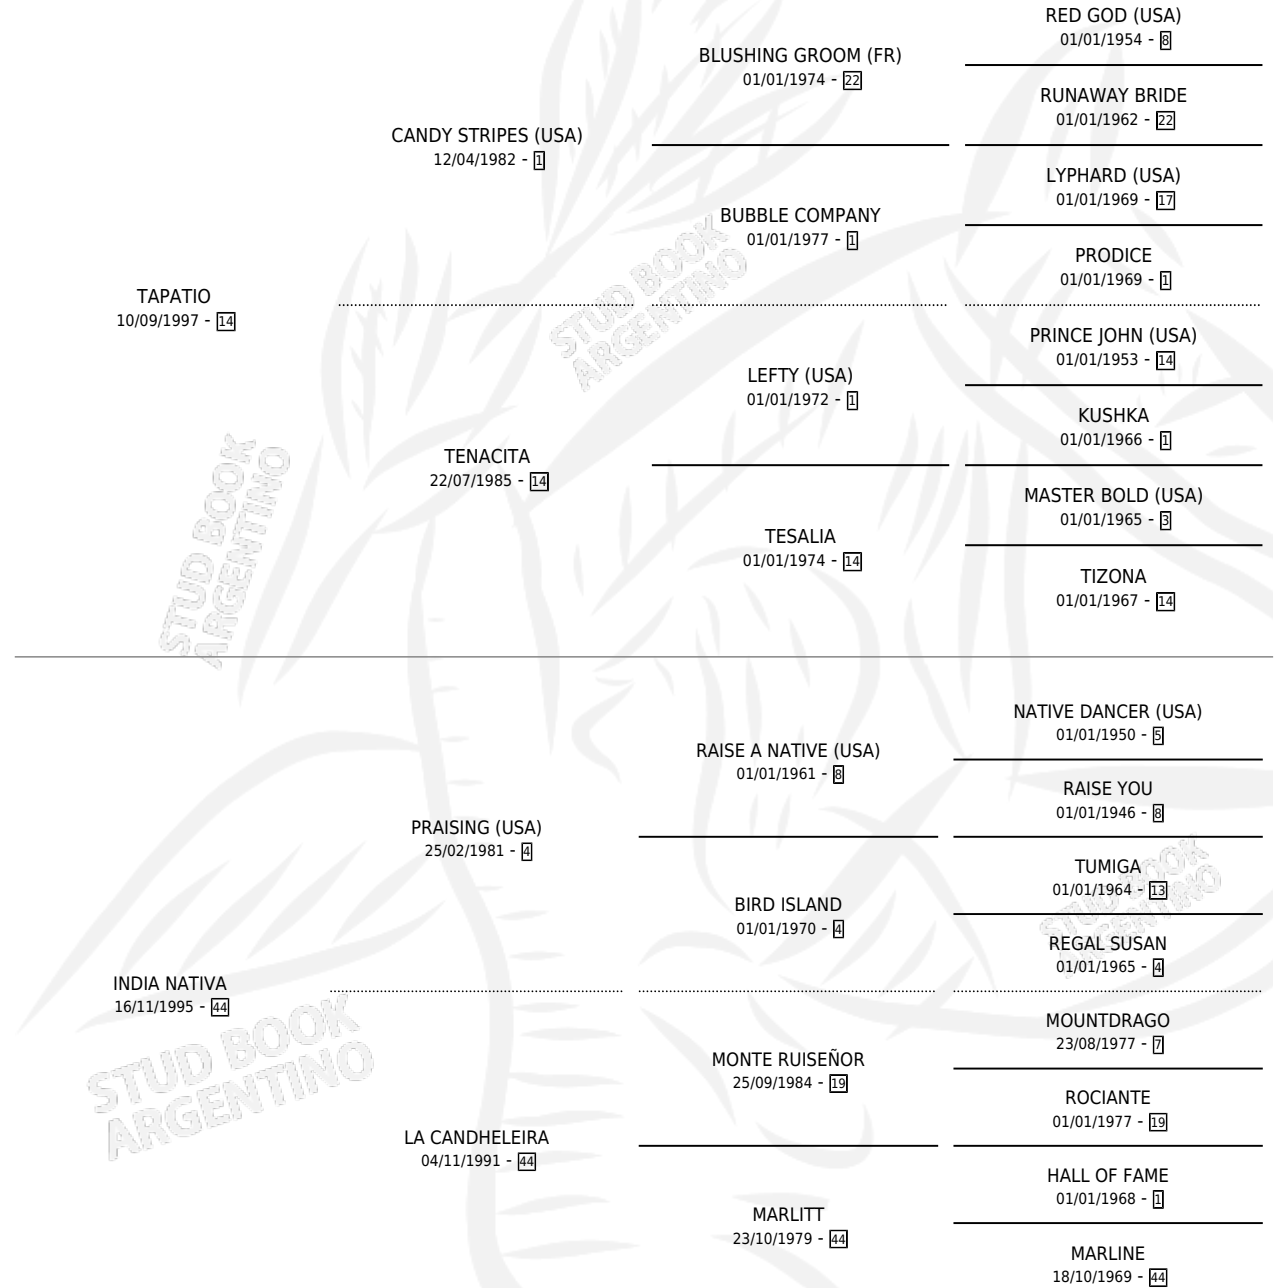 RED GOD (USA)
01/01/1954 - 8
BLUSHING GROOM (FR)
01/01/1974 - 22
RUNAWAY BRIDE
01/01/1962 - 22
CANDY STRIPES (USA)
12/04/1982 - 1
LYPHARD (USA)
01/01/1969 - 17
BUBBLE COMPANY
01/01/1977 - 1
PRODICE
01/01/1969 - 1
TAPATIO
10/09/1997 - 14
STUD BOOK
ARGENTINO
PRINCE JOHN (USA)
01/01/1953 - 14
LEFTY (USA)
01/01/1972 - 1
KUSHKA
01/01/1966 - 1
TENACITA
22/07/1985 - 14
MASTER BOLD (USA)
01/01/1965 - 3
TESALIA
01/01/1974 - 14
TIZONA
01/01/1967 - 14
STUD BOOK
ARGENTINO
NATIVE DANCER (USA)
01/01/1950 - 5
RAISE A NATIVE (USA)
01/01/1961 - 8
RAISE YOU
01/01/1946 - 8
PRAISING (USA)
25/02/1981 - 4
TUMIGA
01/01/1964 - 13
BIRD ISLAND
01/01/1970 - 4
STUD BOOK
ARGENTINO
REGAL SUSAN
01/01/1965 - 4
INDIA NATIVA
16/11/1995 - 44
MOUNTDRAGO
23/08/1977 - 7
MONTE RUISEÑOR
25/09/1984 - 19
STUD BOOK
ARGENTINO
ROCIANTE
01/01/1977 - 19
LA CANDHELEIRA
04/11/1991 - 44
HALL OF FAME
01/01/1968 - 1
MARLITT
23/10/1979 - 44
MARLINE
18/10/1969 - 44